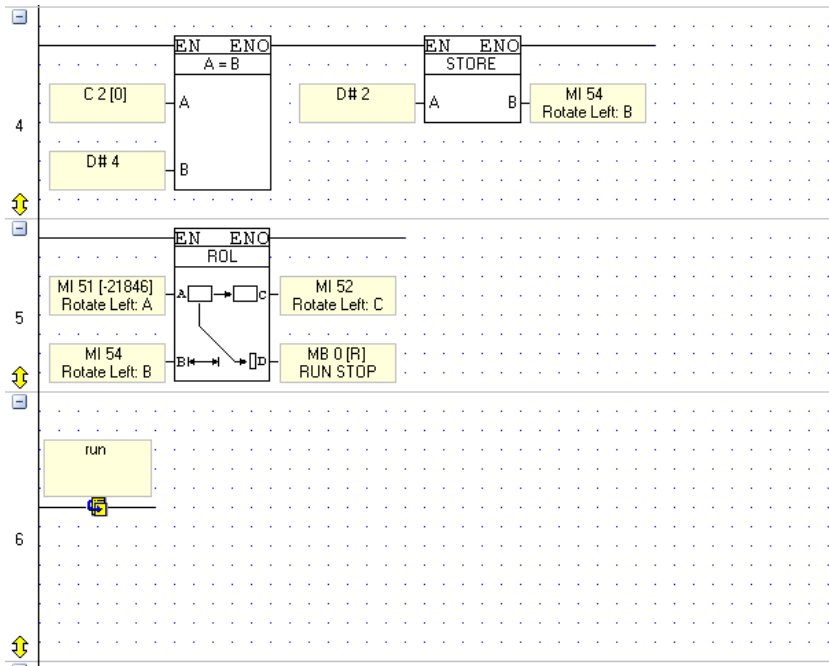 EN ENO
A = B
C 2 [0]
A
D# 4
B
EN ENO
STORE
D# 2
A
B
MI 54
Rotate Left: B
4
EN ENO
ROL
MI 51 [-21846]
Rotate Left: A
A
C
MI 52
Rotate Left: C
MI 54
Rotate Left: B
B
D
MB 0 [R]
RUN STOP
5
run
6